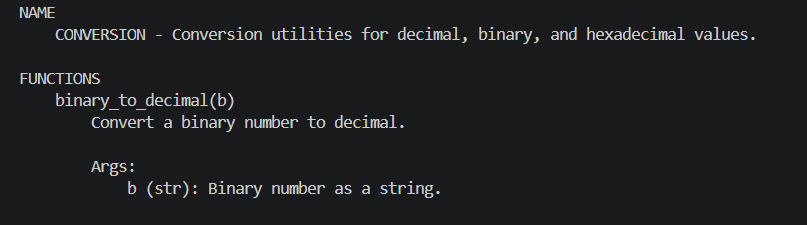 NAME
CONVERSION - Conversion utilities for decimal, binary, and hexadecimal values.
FUNCTIONS
binary_to_decimal(b)
Convert a binary number to decimal.
Args:
b (str): Binary number as a string.